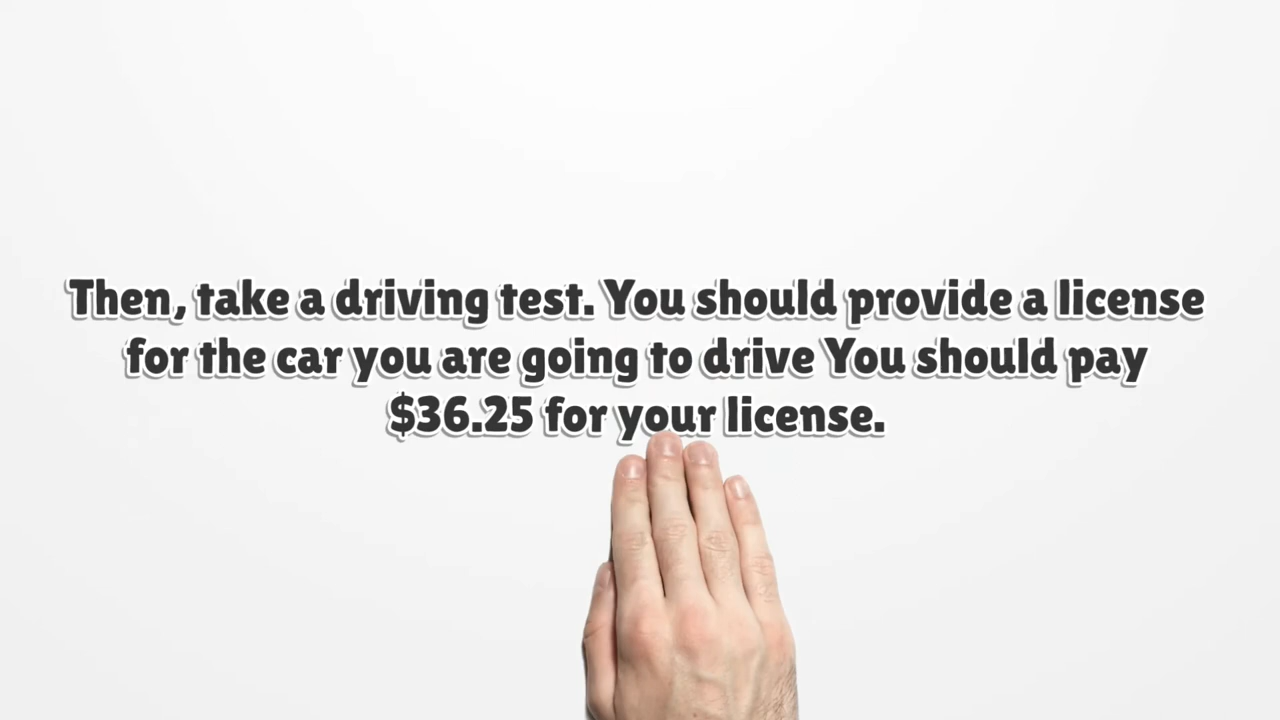 Then, take a driving test. You should provide a license
for the car you are going to drive You should pay
$36.25 for your license.